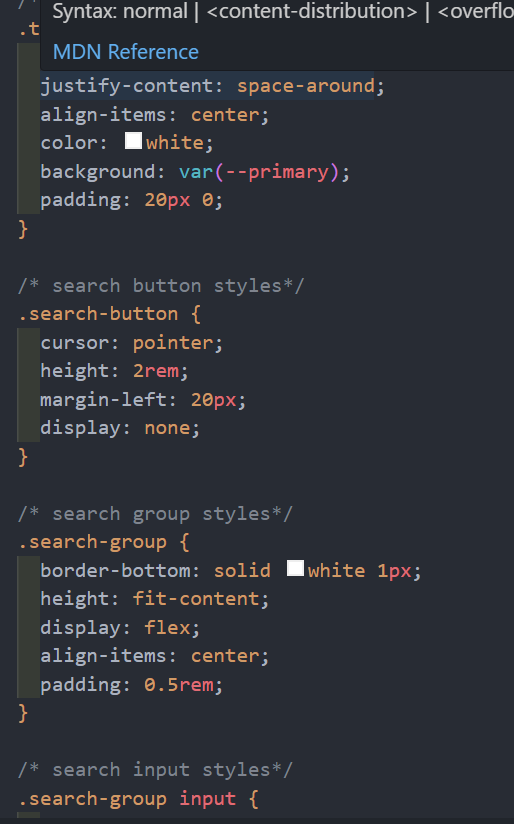 /*
Syntax: normal | <content-distribution> | <overflo
.t
MDN Reference
justify-content: space-around;
align-items: center;
color: white;
background: var(--primary);
padding: 20px 0;
}
/* search button styles*/
.search-button {
cursor: pointer;
height: 2rem;
margin-left: 20px;
display: none;
}
/* search group styles*/
.search-group {
border-bottom: solid white 1px;
height: fit-content;
display: flex;
align-items: center;
padding: 0.5rem;
}
/* search input styles*/
.search-group input {